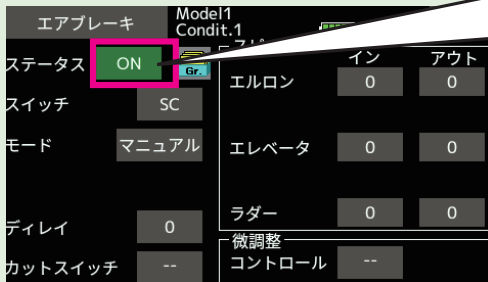 エアブレーキ
Model1
Condit.1
ステータス
ON
Gr.
スイッチ
SC
モード
マニュアル
ディレイ
0
カットスイッチ
--
イン
アウト
エルロン
0
0
エレベータ
0
0
ラダー
0
0
微調整
コントロール
--